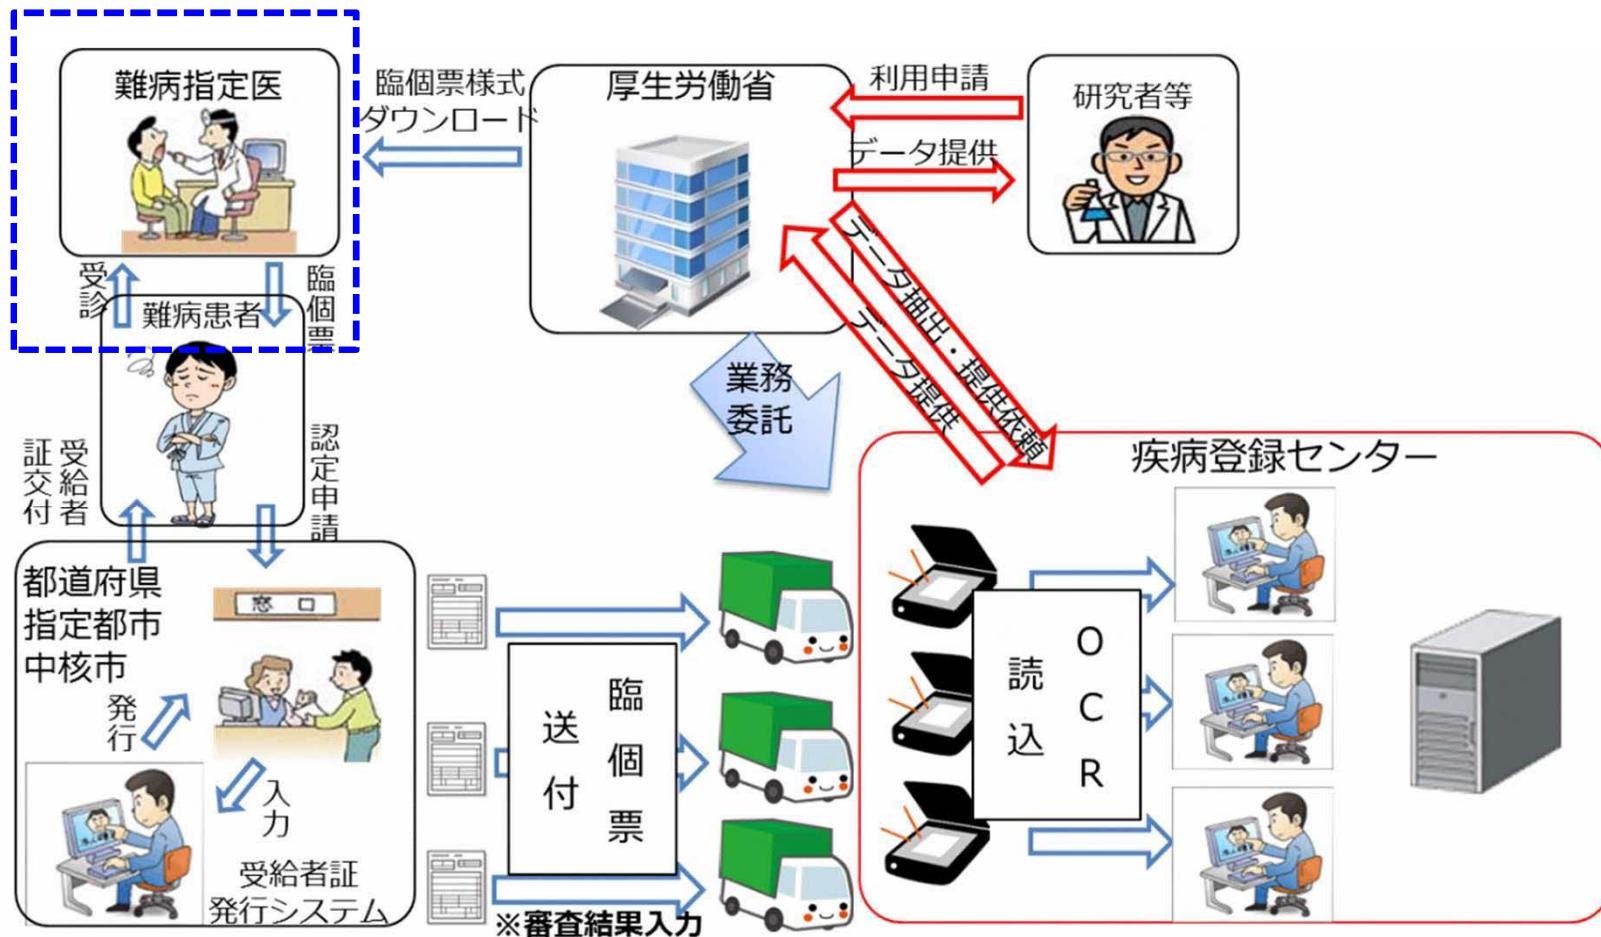 難病指定医
臨個票様式
ダウンロード
厚生労働省
利用申請
データ提供
研究者等
受診
臨個票
難病患者
データ抽出・提供依頼
データ提供
業務
委託
受給者
証交付
認定申請
疾病登録センター
都道府県
指定都市
中核市
窓 口
発行
入力
受給者証
発行システム
臨個票
送付
※審査結果入力
OCR
読込